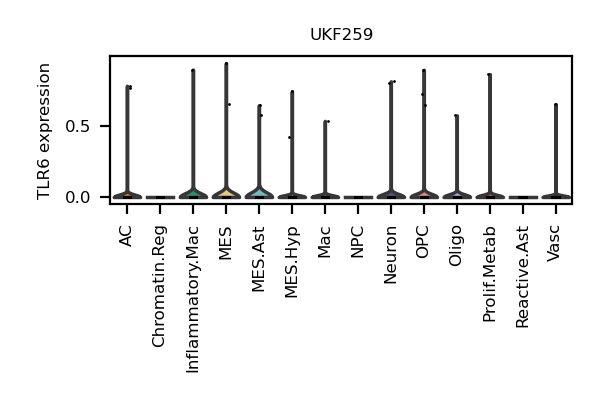 UKF259
TLR6 expression
0.5
0.0
AC
Chromatin.Reg
Inflammatory.Mac
MES
MES.Ast
MES.Hyp
Mac
NPC
Neuron
OPC
Oligo
Prolif.Metab
Reactive.Ast
Vasc